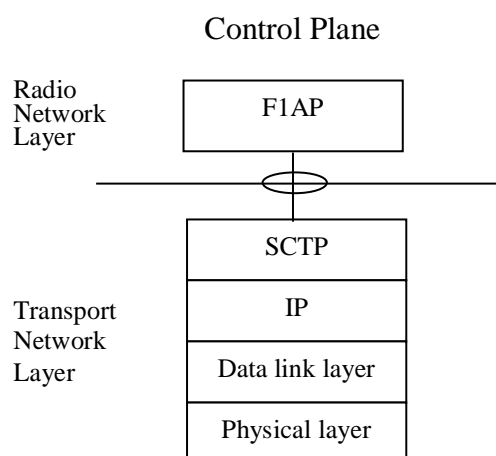 Control Plane
Radio
Network
Layer
F1AP
SCTP
IP
Transport
Network
Layer
Data link layer
Physical layer